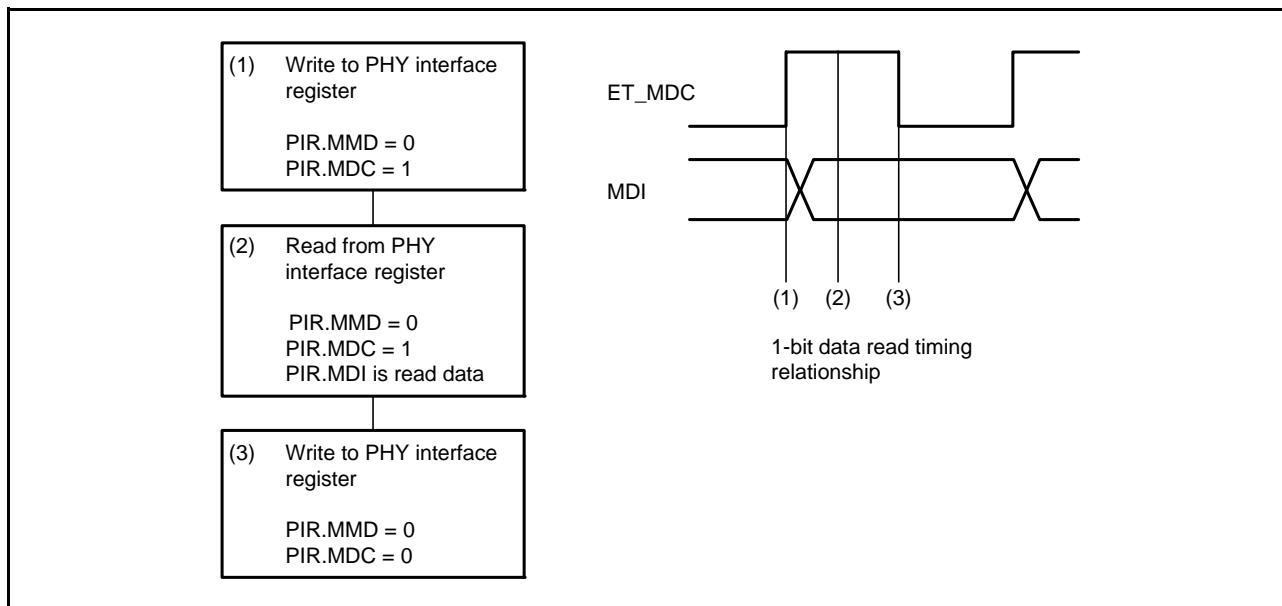 (1) Write to PHY interface
register
PIR.MMD = 0
PIR.MDC = 1
(2) Read from PHY
interface register
PIR.MMD = 0
PIR.MDC = 1
PIR.MDI is read data
(3) Write to PHY interface
register
PIR.MMD = 0
PIR.MDC = 0
ET_MDC
MDI
(1) (2) (3)
1-bit data read timing
relationship